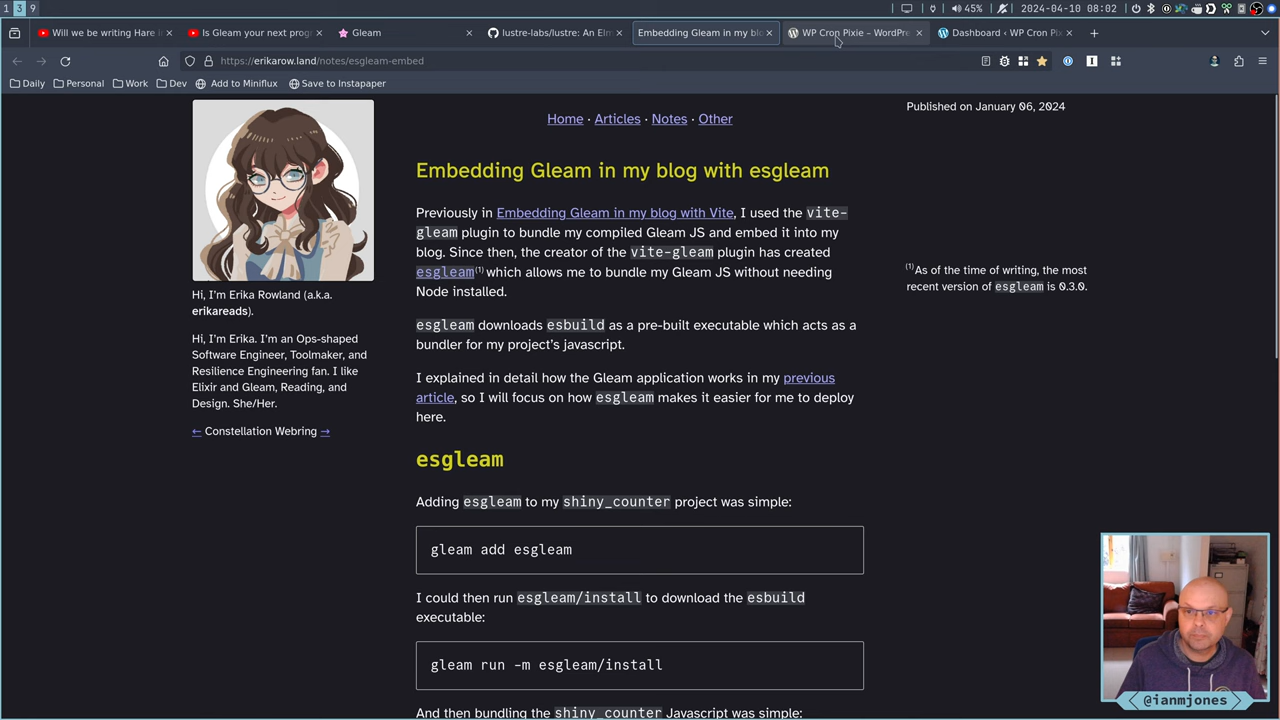 1 3 9
45%
2024-04-10 08:02
Will we be writing Hare i
Is Gleam your next prog
Gleam
lustre-labs/lustre: An Elm
Embedding Gleam in my blo
WP Cron Pixie – WordPre
Dashboard ‹ WP Cron Pix
https://erikarow.land/notes/esgleam-embed
Daily
Personal
Work
Dev
Add to Miniflux
Save to Instapaper
Home · Articles · Notes · Other
Published on January 06, 2024
Embedding Gleam in my blog with esgleam
Previously in Embedding Gleam in my blog with Vite, I used the vite-
gleam plugin to bundle my compiled Gleam JS and embed it into my
blog. Since then, the creator of the vite-gleam plugin has created
esgleam(1) which allows me to bundle my Gleam JS without needing
Node installed.
(1)As of the time of writing, the most
recent version of esgleam is 0.3.0.
Hi, I'm Erika Rowland (a.k.a.
erikareads).
Hi, I'm Erika. I'm an Ops-shaped
Software Engineer, Toolmaker, and
Resilience Engineering fan. I like
Elixir and Gleam, Reading, and
Design. She/Her.
← Constellation Webring →
esgleam downloads esbuild as a pre-built executable which acts as a
bundler for my project's javascript.
I explained in detail how the Gleam application works in my previous
article, so I will focus on how esgleam makes it easier for me to deploy
here.
esgleam
Adding esgleam to my shiny_counter project was simple:
gleam add esgleam
I could then run esgleam/install to download the esbuild
executable:
gleam run -m esgleam/install
And then bundling the shiny_counter Javascript was simple:
@ianmjones